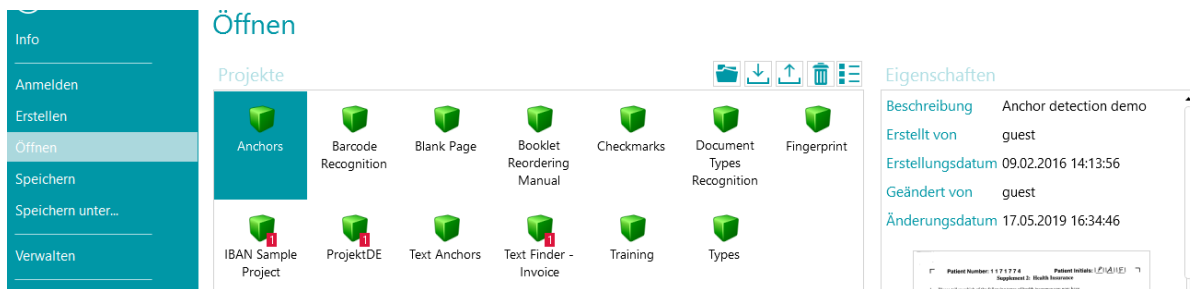 Öffnen
Info
Anmelden
Erstellen
Öffnen
Speichern
Speichern unter...
Verwalten
Projekte
Anchors
Barcode
Recognition
Blank Page
Booklet
Reordering
Manual
Checkmarks
Document
Types
Recognition
Fingerprint
1
IBAN Sample
Project
1
ProjektDE
Text Anchors
1
Text Finder -
Invoice
Training
Types
Eigenschaften
Beschreibung Anchor detection demo
Erstellt von guest
Erstellungsdatum 09.02.2016 14:13:56
Geändert von guest
Änderungsdatum 17.05.2019 16:34:46
Patient Number: 1 1 7 1 7 7 4 Patient Initials:
Supplement 2: Health Insurance